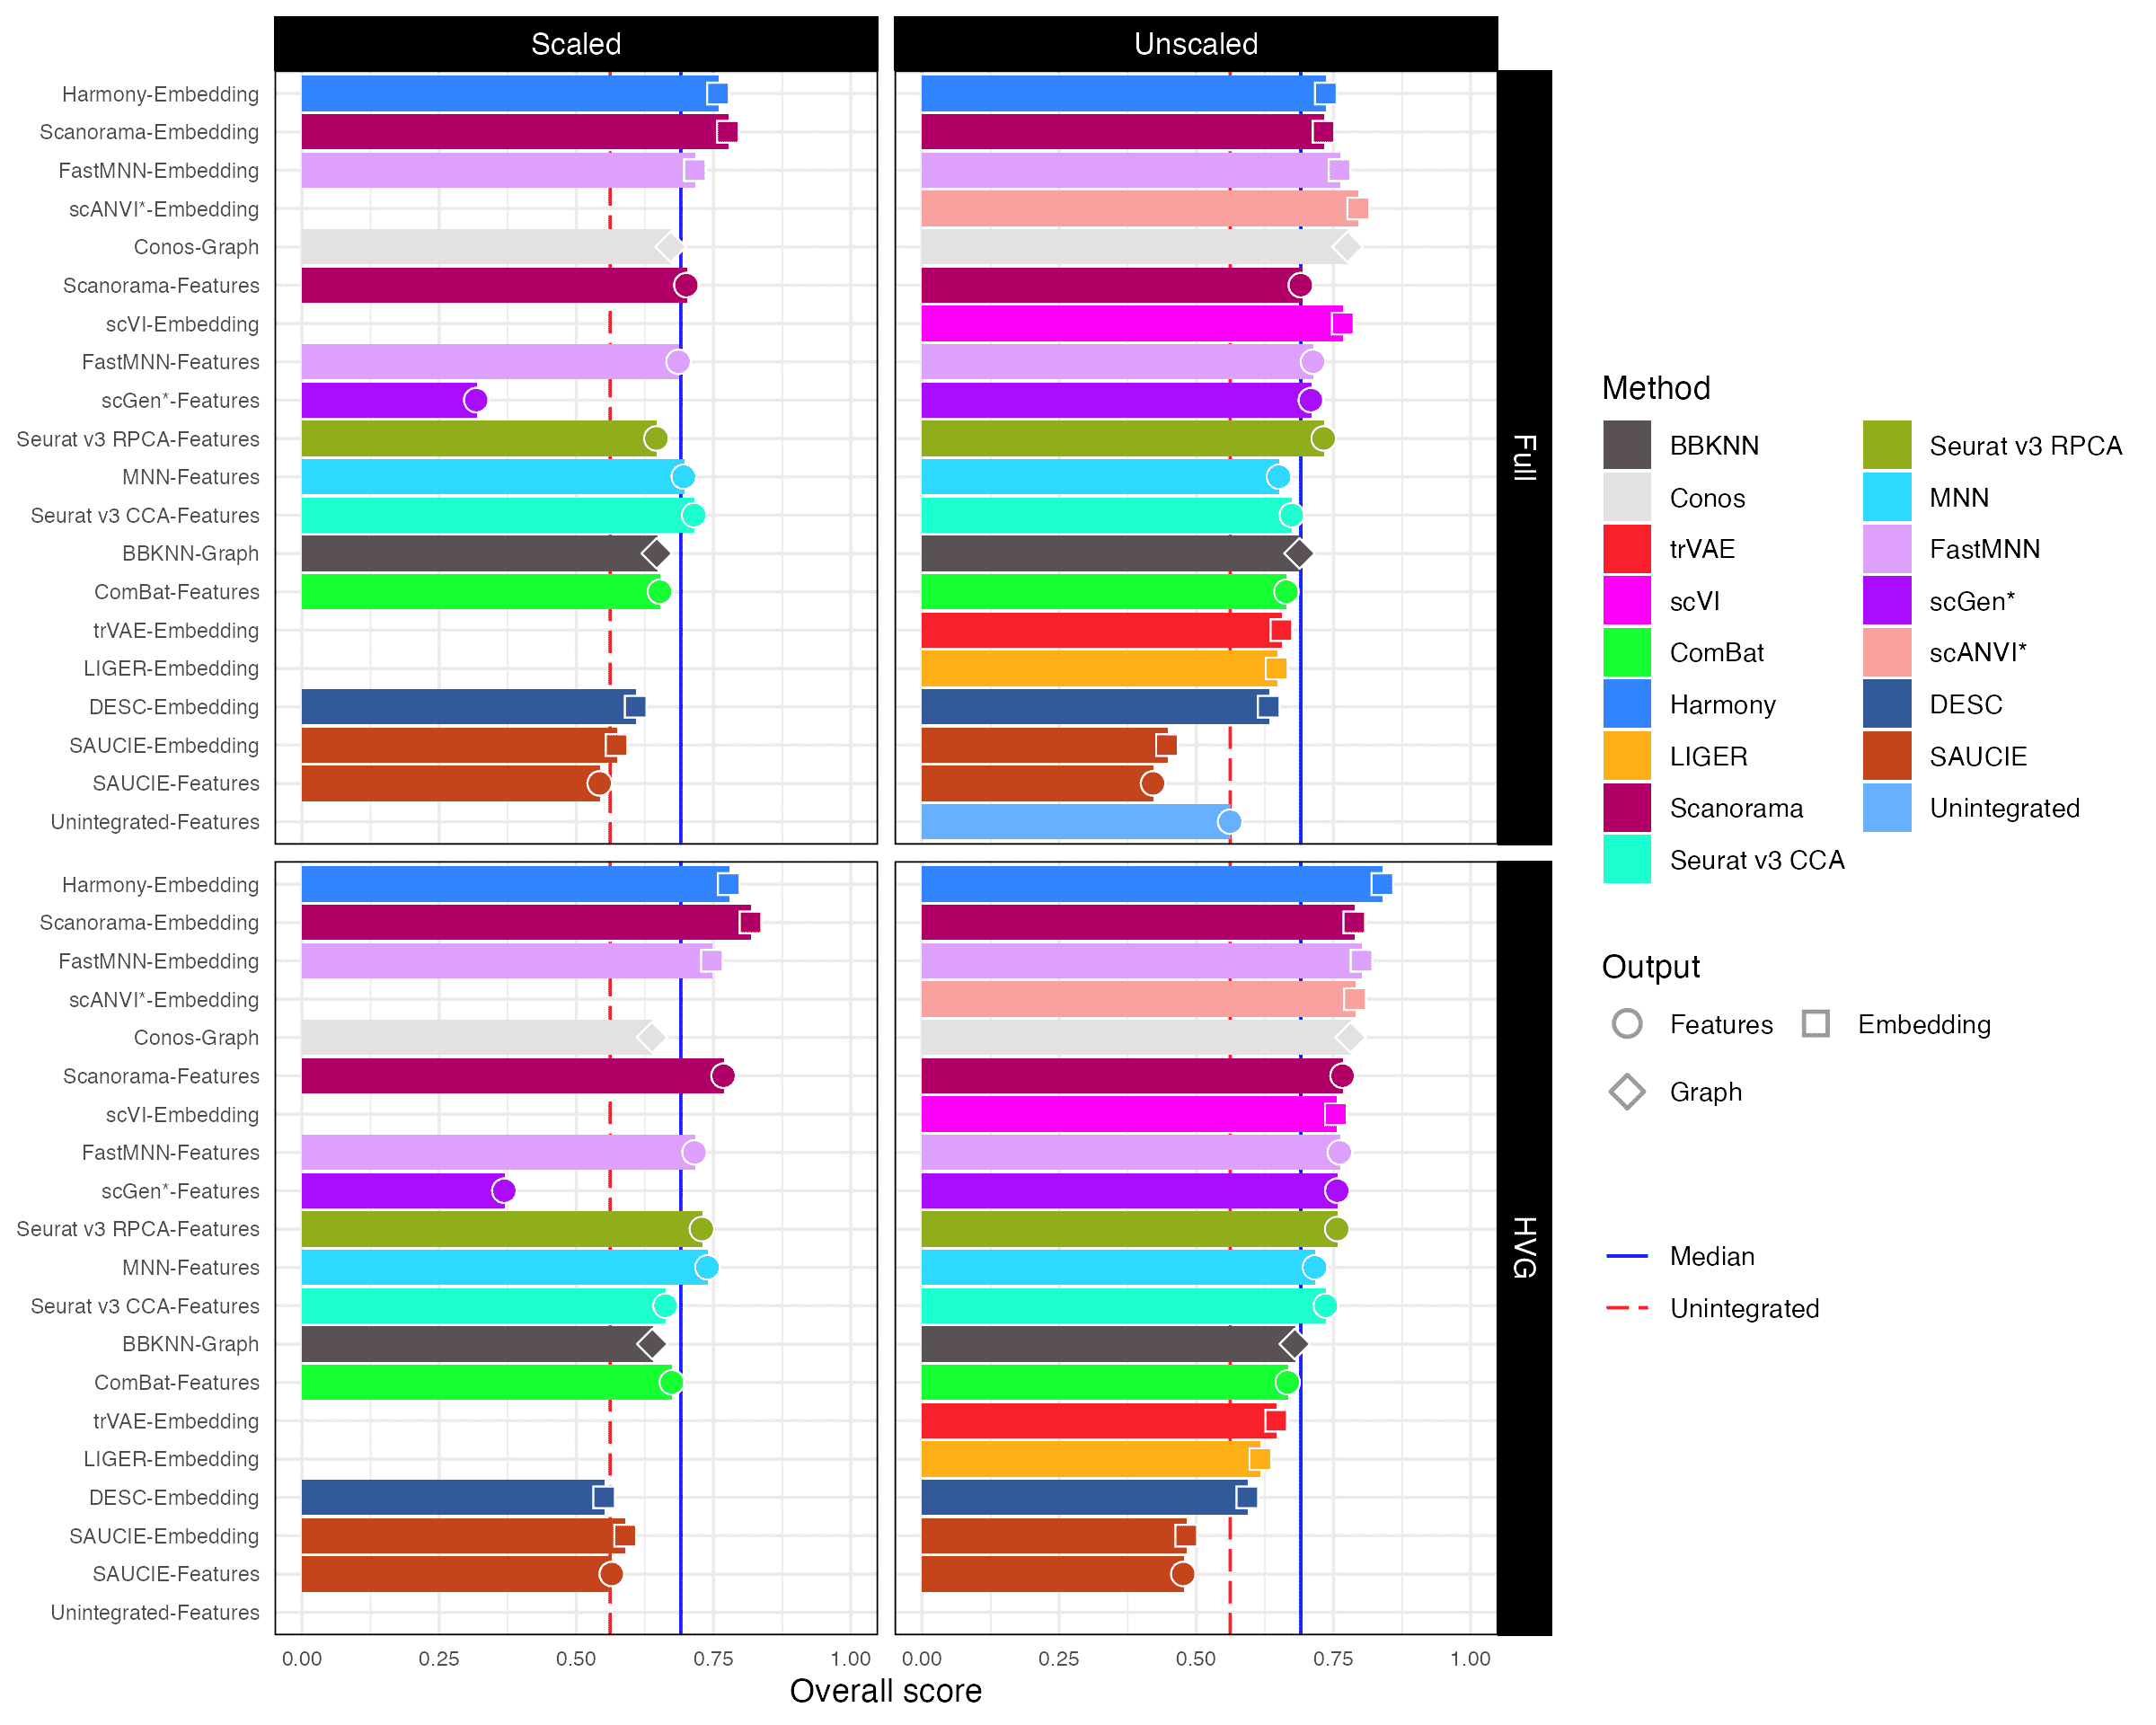 Scaled
Unscaled
Harmony-Embedding
Scanorama-Embedding
FastMNN-Embedding
scANVI*-Embedding
Conos-Graph
Scanorama-Features
scVI-Embedding
FastMNN-Features
scGen*-Features
Seurat v3 RPCA-Features
MNN-Features
Seurat v3 CCA-Features
BBKNN-Graph
ComBat-Features
trVAE-Embedding
LIGER-Embedding
DESC-Embedding
SAUCIE-Embedding
SAUCIE-Features
Unintegrated-Features
Full
Harmony-Embedding
Scanorama-Embedding
FastMNN-Embedding
scANVI*-Embedding
Conos-Graph
Scanorama-Features
scVI-Embedding
FastMNN-Features
scGen*-Features
Seurat v3 RPCA-Features
MNN-Features
Seurat v3 CCA-Features
BBKNN-Graph
ComBat-Features
trVAE-Embedding
LIGER-Embedding
DESC-Embedding
SAUCIE-Embedding
SAUCIE-Features
Unintegrated-Features
HVG
0.00 0.25 0.50 0.75 1.00
0.00 0.25 0.50 0.75 1.00
Overall score
Method
BBKNN
Conos
trVAE
scVI
ComBat
Harmony
LIGER
Scanorama
Seurat v3 CCA
Seurat v3 RPCA
MNN
FastMNN
scGen*
scANVI*
DESC
SAUCIE
Unintegrated
Output
Features
Embedding
Graph
Median
Unintegrated